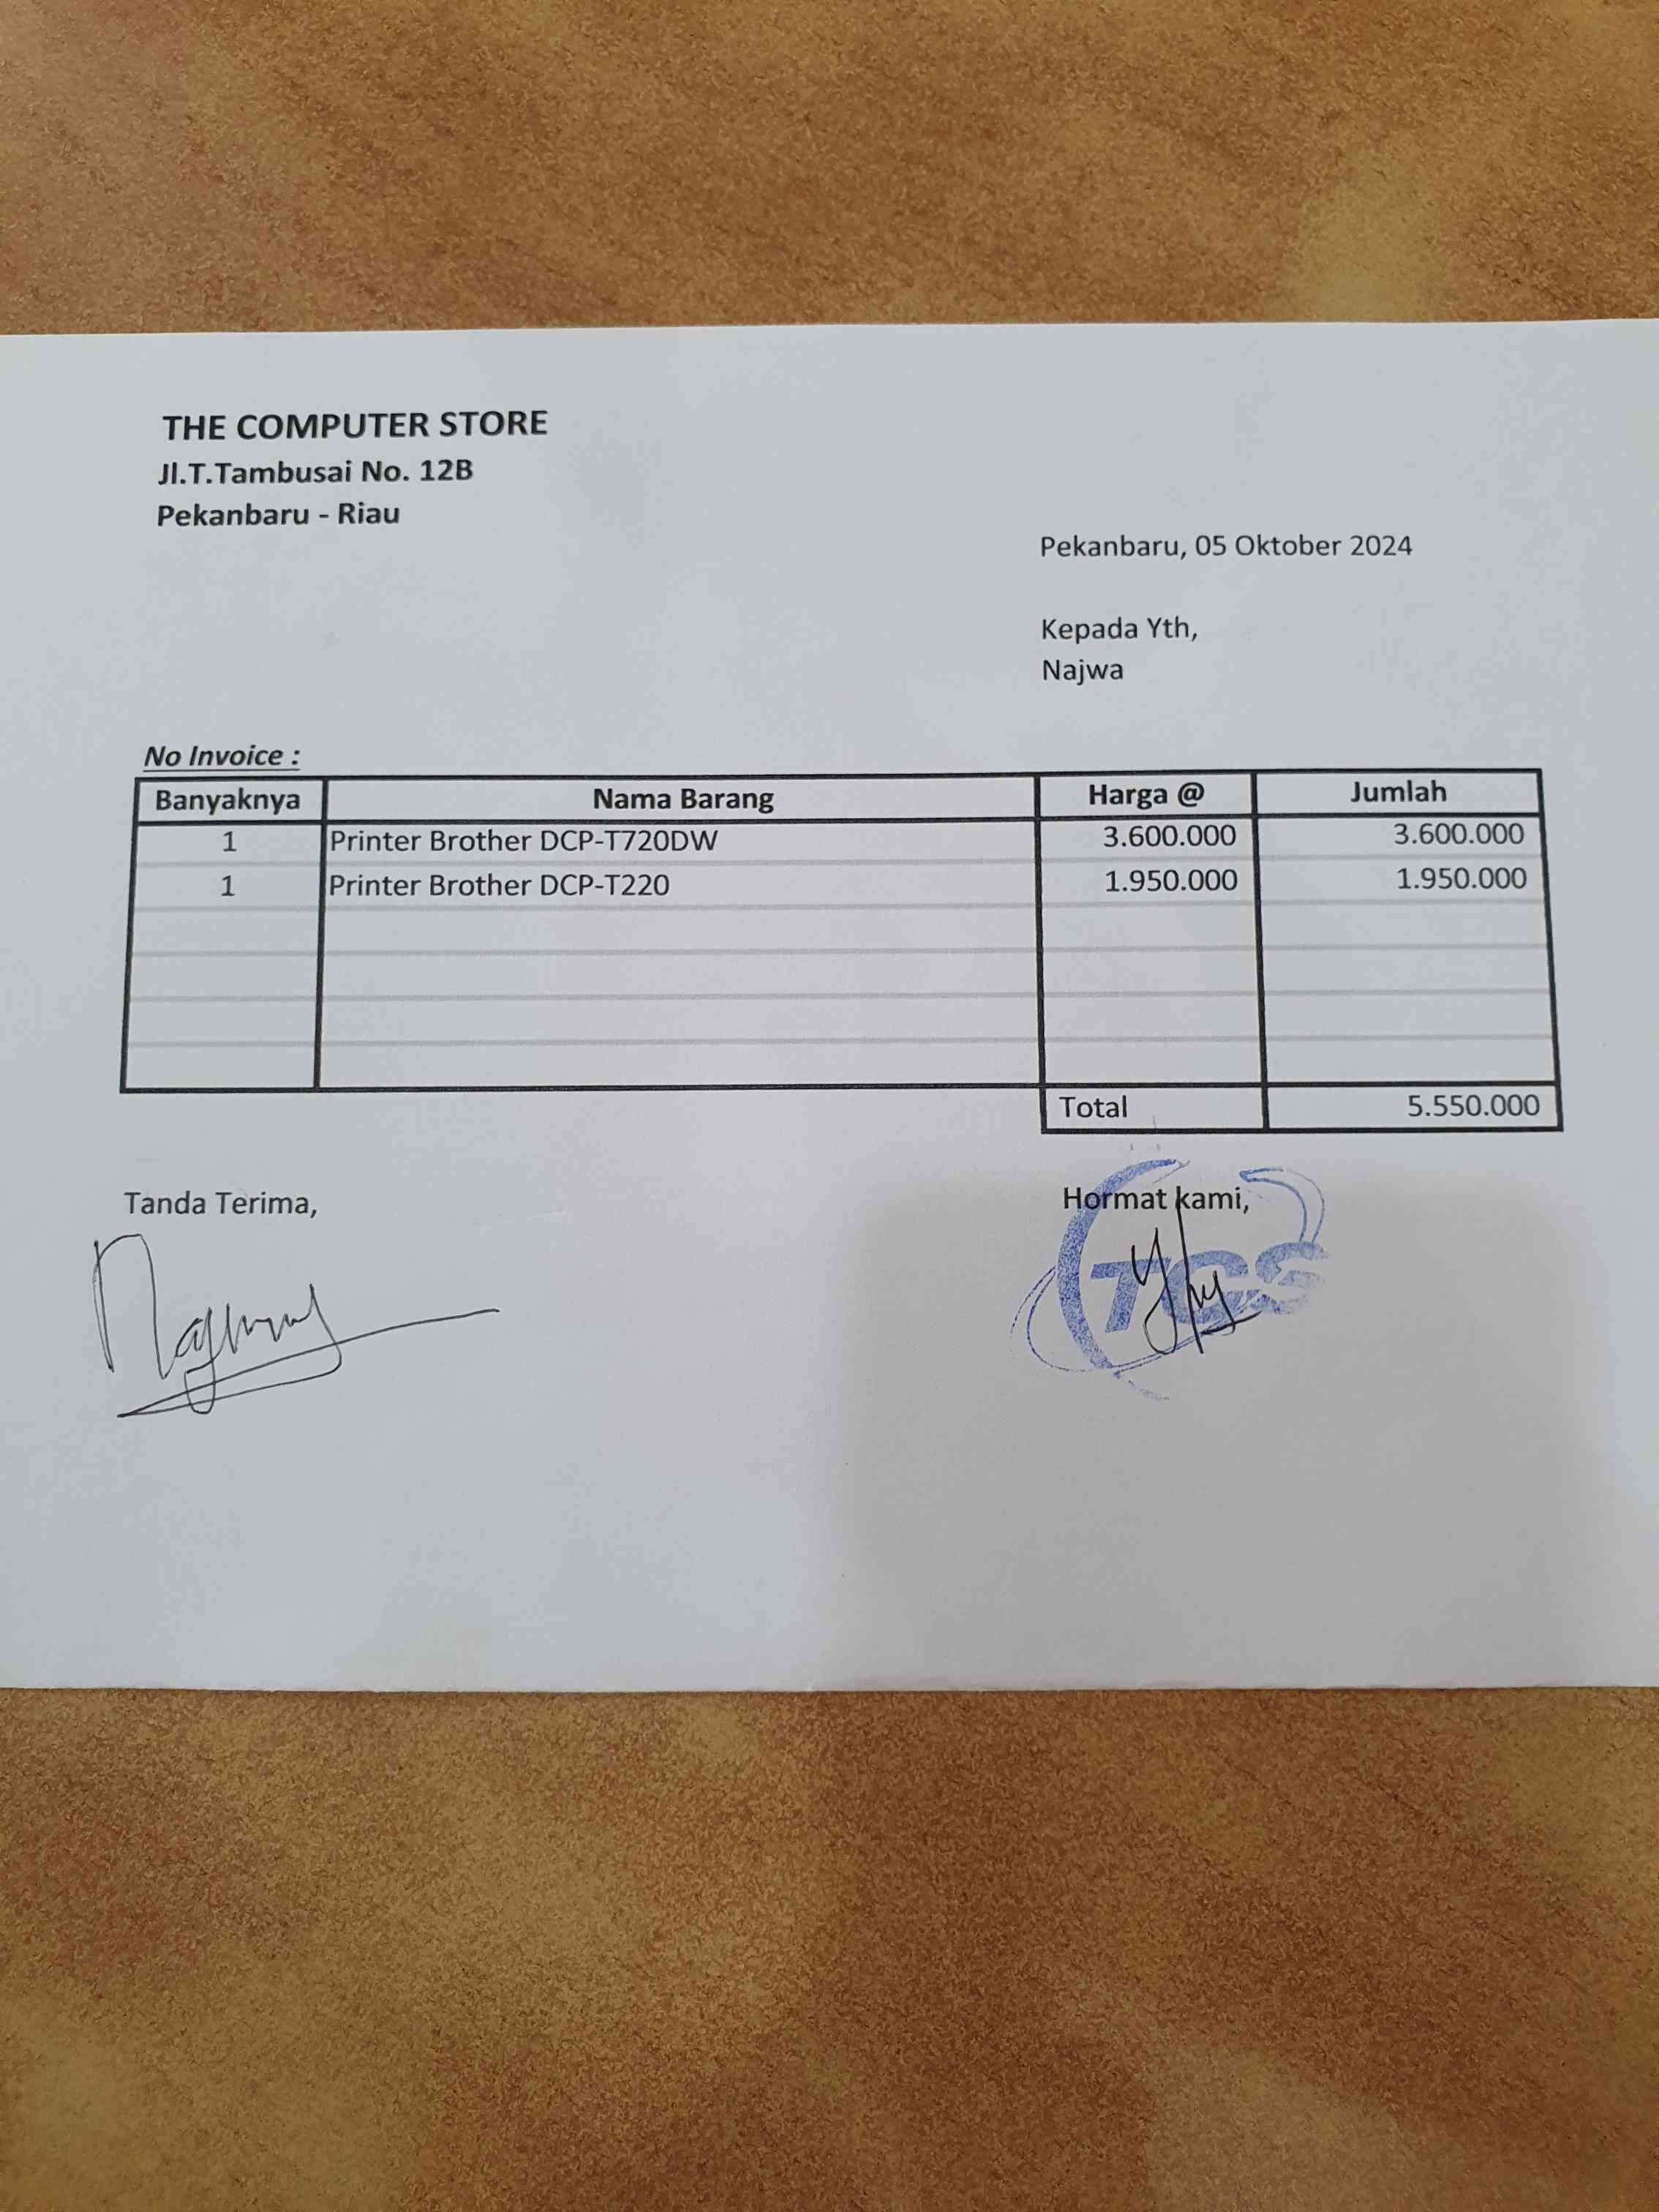 THE COMPUTER STORE
Jl.T.Tambusai No. 12B
Pekanbaru - Riau
Pekanbaru, 05 Oktober 2024
Kepada Yth,
Najwa
No Invoice :
Banyaknya Nama Barang Harga @ Jumlah
1 Printer Brother DCP-T720DW 3.600.000 3.600.000
1 Printer Brother DCP-T220 1.950.000 1.950.000
Total 5.550.000
Tanda Terima, Hormat kami,
TCS